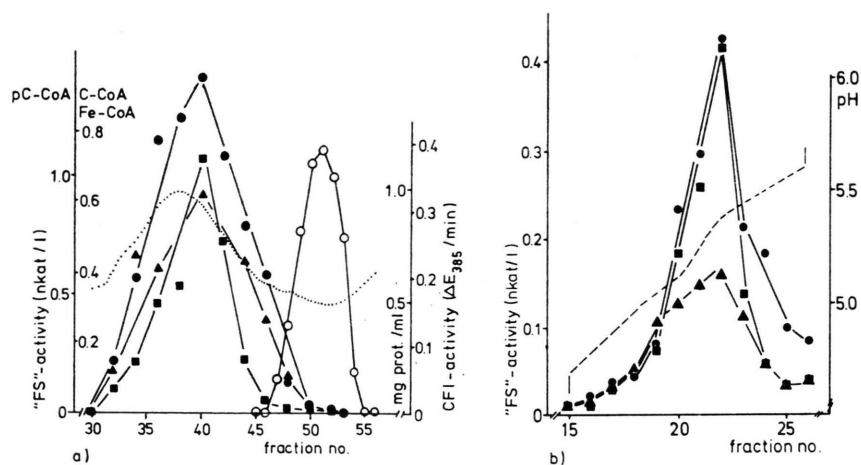 pC-CoA C-CoA
Fe-CoA
0.8
0.6
0.4
0.2
1.0
0.5
0
"FS"-activity (nkat/l)
30 35 40 45 50 55
fraction no.
a)
1.0
0.5
mg prot./ml
0.4
0.3
0.2
0.1
0
CFI-activity (ΔE385/min)
0.4
0.3
0.2
0.1
0
"FS"-activity (nkat/l)
15 20 25
fraction no.
b)
6.0
pH
5.5
5.0